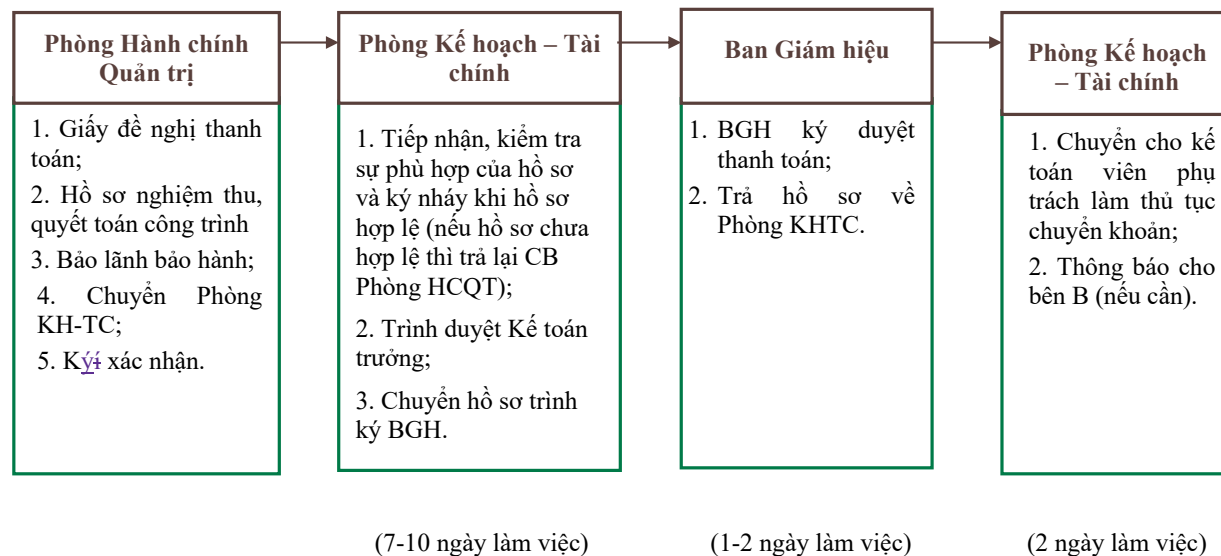 Phòng Hành chính
Quản trị
1. Giấy đề nghị thanh
toán;
2. Hồ sơ nghiệm thu,
quyết toán công trình
3. Bảo lãnh bảo hành;
4. Chuyển Phòng
KH-TC;
5. Kýí xác nhận.
Phòng Kế hoạch – Tài
chính
1. Tiếp nhận, kiểm tra
sự phù hợp của hồ sơ
và ký nháy khi hồ sơ
hợp lệ (nếu hồ sơ chưa
hợp lệ thì trả lại CB
Phòng HCQT);
2. Trình duyệt Kế toán
trưởng;
3. Chuyển hồ sơ trình
ký BGH.
(7-10 ngày làm việc)
Ban Giám hiệu
1. BGH ký duyệt
thanh toán;
2. Trả hồ sơ về
Phòng KHTC.
(1-2 ngày làm việc)
Phòng Kế hoạch
– Tài chính
1. Chuyển cho kế
toán viên phụ
trách làm thủ tục
chuyển khoản;
2. Thông báo cho
bên B (nếu cần).
(2 ngày làm việc)